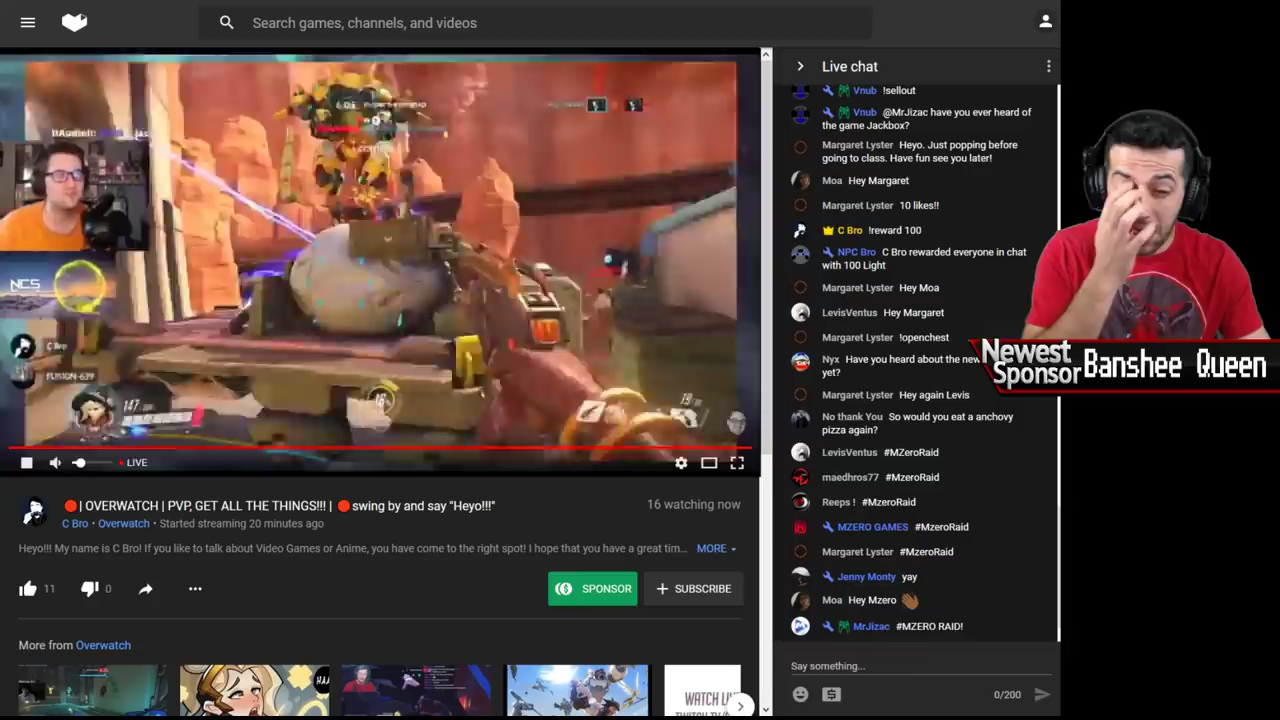 Search games, channels, and videos
NCS
C Bro
FUSION-639
147
LIVE
🔴| OVERWATCH | PVP, GET ALL THE THINGS!!! | 🔴swing by and say "Heyo!!!"
16 watching now
C Bro • Overwatch • Started streaming 20 minutes ago
Heyo!!! My name is C Bro! If you like to talk about Video Games or Anime, you have come to the right spot! I hope that you have a great tim... MORE
11
0
SPONSOR
SUBSCRIBE
More from Overwatch
WATCH LI
Live chat
Vnub !sellout
Vnub @MrJizac have you ever heard of
the game Jackbox?
Margaret Lyster Heyo. Just popping before
going to class. Have fun see you later!
Moa Hey Margaret
Margaret Lyster 10 likes!!
C Bro !reward 100
NPC Bro C Bro rewarded everyone in chat
with 100 Light
Margaret Lyster Hey Moa
LevisVentus Hey Margaret
Margaret Lyster !openchest
Nyx Have you heard about the new
yet?
Margaret Lyster Hey again Levis
No thank You So would you eat a anchovy
pizza again?
LevisVentus #MZeroRaid
maedhros77 #MzeroRaid
Reeps ! #MzeroRaid
MZERO GAMES #MzeroRaid
Margaret Lyster #MzeroRaid
Jenny Monty yay
Moa Hey Mzero 👋🏾
MrJizac #MZERO RAID!
Say something...
0/200
Newest
Sponsor
Banshee Queen